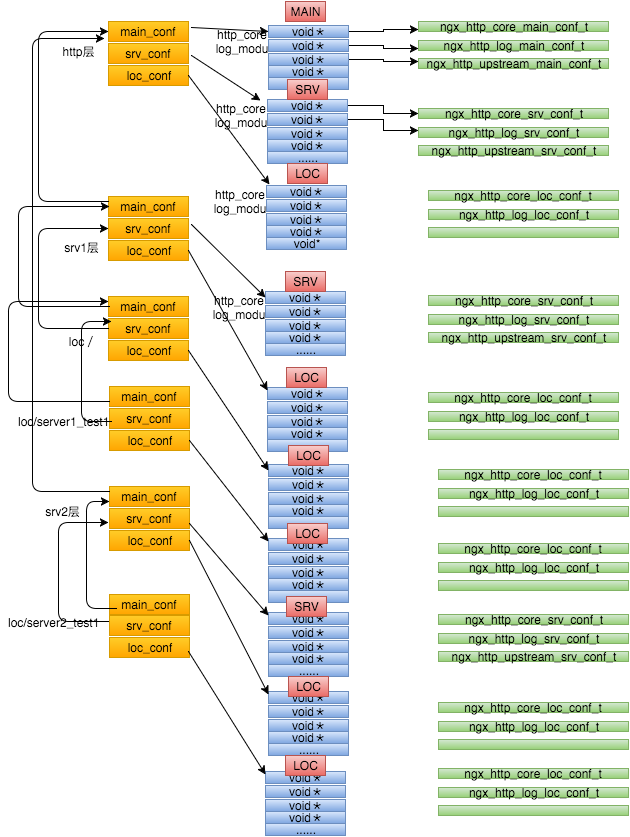 MAIN
main_conf
srv_conf
loc_conf
http层
http_core
log_modu
void *
void *
void *
void *
ngx_http_core_main_conf_t
ngx_http_log_main_conf_t
ngx_http_upstream_main_conf_t
SRV
http_core
log_modu
void *
void *
void *
void *
......
ngx_http_core_srv_conf_t
ngx_http_log_srv_conf_t
ngx_http_upstream_srv_conf_t
LOC
http_core
log_modu
void *
void *
void *
void *
void*
ngx_http_core_loc_conf_t
ngx_http_log_loc_conf_t
main_conf
srv_conf
loc_conf
srv1层
SRV
http_core
log_modu
void *
void *
void *
void *
......
ngx_http_core_srv_conf_t
ngx_http_log_srv_conf_t
ngx_http_upstream_srv_conf_t
main_conf
srv_conf
loc_conf
loc /
LOC
void *
void *
void *
void *
ngx_http_core_loc_conf_t
ngx_http_log_loc_conf_t
main_conf
srv_conf
loc_conf
loc/server1_test1
LOC
void *
void *
void *
void *
ngx_http_core_loc_conf_t
ngx_http_log_loc_conf_t
main_conf
srv_conf
loc_conf
srv2层
LOC
void *
void *
void *
void *
ngx_http_core_loc_conf_t
ngx_http_log_loc_conf_t
main_conf
srv_conf
loc_conf
loc/server2_test1
SRV
void *
void *
void *
void *
......
ngx_http_core_srv_conf_t
ngx_http_log_srv_conf_t
ngx_http_upstream_srv_conf_t
LOC
void *
void *
void *
void *
......
ngx_http_core_loc_conf_t
ngx_http_log_loc_conf_t
LOC
void *
void *
void *
void *
......
ngx_http_core_loc_conf_t
ngx_http_log_loc_conf_t